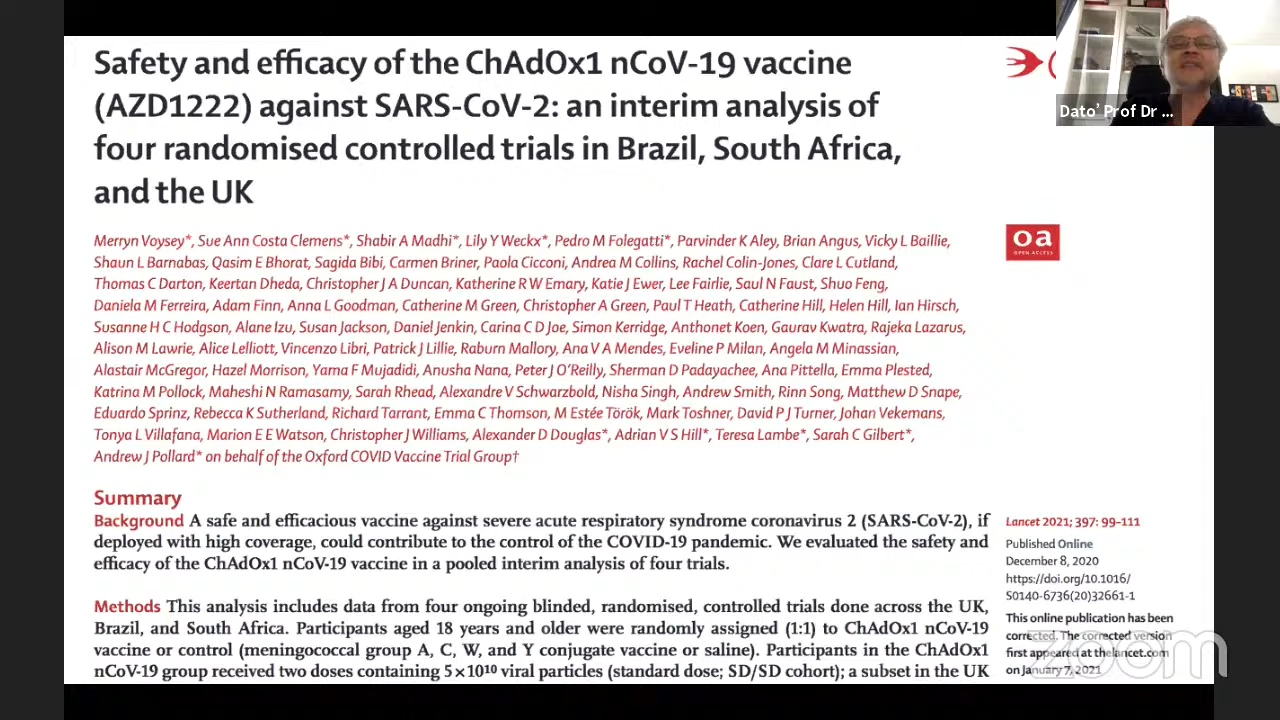 Safety and efficacy of the ChAdOx1 nCoV-19 vaccine
(AZD1222) against SARS-CoV-2: an interim analysis of
four randomised controlled trials in Brazil, South Africa,
and the UK
Dato' Prof Dr ...
Merryn Voysey*, Sue Ann Costa Clemens*, Shabir A Madhi*, Lily Y Weckx*, Pedro M Folegatti*, Parvinder K Aley, Brian Angus, Vicky L Baillie,
Shaun L Barnabas, Qasim E Bhorat, Sagida Bibi, Carmen Briner, Paola Cicconi, Andrea M Collins, Rachel Colin-Jones, Clare L Cutland,
Thomas C Darton, Keertan Dheda, Christopher J A Duncan, Katherine R W Emary, Katie J Ewer, Lee Fairlie, Saul N Faust, Shuo Feng,
Daniela M Ferreira, Adam Finn, Anna L Goodman, Catherine M Green, Christopher A Green, Paul T Heath, Catherine Hill, Helen Hill, Ian Hirsch,
Susanne H C Hodgson, Alane Izu, Susan Jackson, Daniel Jenkin, Carina C D Joe, Simon Kerridge, Anthonet Koen, Gaurav Kwatra, Rajeka Lazarus,
Alison M Lawrie, Alice Lelliott, Vincenzo Libri, Patrick J Lillie, Raburn Mallory, Ana V A Mendes, Eveline P Milan, Angela M Minassian,
Alastair McGregor, Hazel Morrison, Yama F Mujadidi, Anusha Nana, Peter J O'Reilly, Sherman D Padayachee, Ana Pittella, Emma Plested,
Katrina M Pollock, Maheshi N Ramasamy, Sarah Rhead, Alexandre V Schwarzbold, Nisha Singh, Andrew Smith, Rinn Song, Matthew D Snape,
Eduardo Sprinz, Rebecca K Sutherland, Richard Tarrant, Emma C Thomson, M Estée Török, Mark Toshner, David P J Turner, Johan Vekemans,
Tonya L Villafana, Marion E E Watson, Christopher J Williams, Alexander D Douglas*, Adrian V S Hill*, Teresa Lambe*, Sarah C Gilbert*,
Andrew J Pollard* on behalf of the Oxford COVID Vaccine Trial Group†
oa
OPEN ACCESS
Summary
Background A safe and efficacious vaccine against severe acute respiratory syndrome coronavirus 2 (SARS-CoV-2), if
deployed with high coverage, could contribute to the control of the COVID-19 pandemic. We evaluated the safety and
efficacy of the ChAdOx1 nCoV-19 vaccine in a pooled interim analysis of four trials.
Methods This analysis includes data from four ongoing blinded, randomised, controlled trials done across the UK,
Brazil, and South Africa. Participants aged 18 years and older were randomly assigned (1:1) to ChAdOx1 nCoV-19
vaccine or control (meningococcal group A, C, W, and Y conjugate vaccine or saline). Participants in the ChAdOx1
nCoV-19 group received two doses containing 5×10¹⁰ viral particles (standard dose; SD/SD cohort); a subset in the UK
Lancet 2021; 397: 99–111
Published Online
December 8, 2020
https://doi.org/10.1016/
S0140-6736(20)32661-1
This online publication has been
corrected. The corrected version
first appeared at thelancet.com
on January 7, 2021
zoom